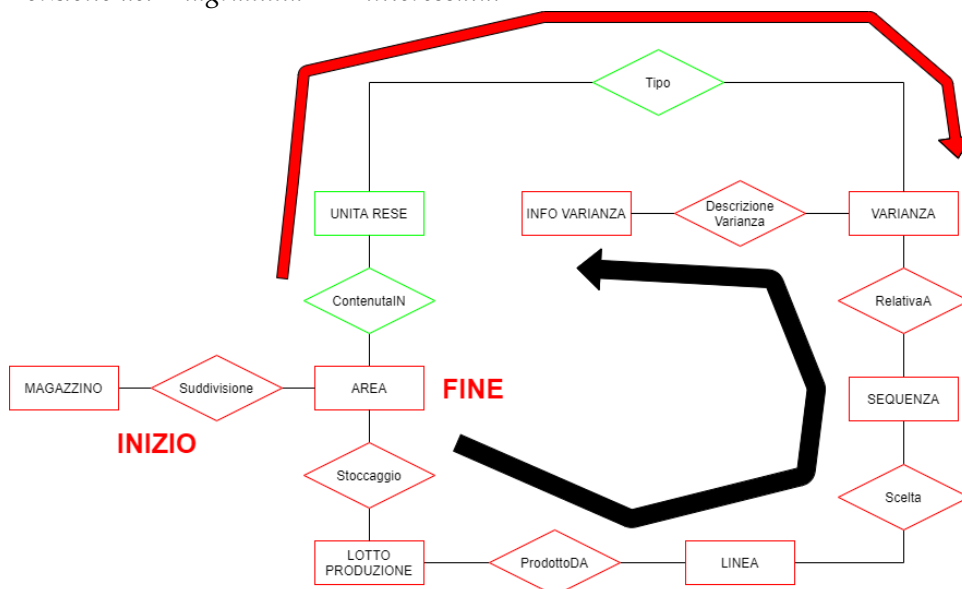 Tipo
UNITA RESE
INFO VARIANZA
Descrizione
Varianza
VARIANZA
ContenutaIN
RelativaA
MAGAZZINO
Suddivisione
AREA
FINE
SEQUENZA
INIZIO
Stoccaggio
Scelta
LOTTO
PRODUZIONE
ProdottoDA
LINEA